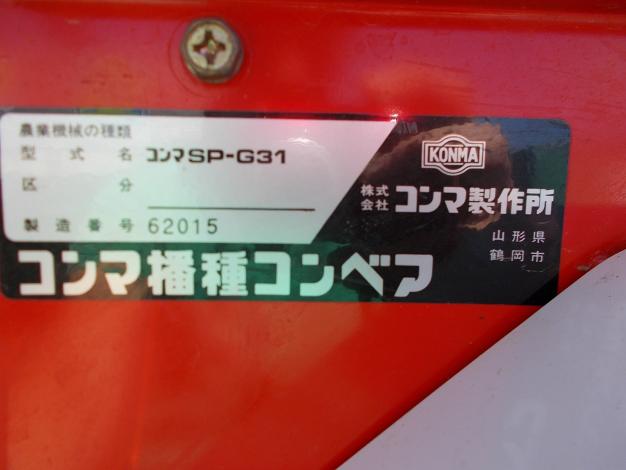 農業機械の種類
型式名 コンマSP-G31
区分
製造番号 62015
コンマ播種コンベア
KONMA
株式会社 コンマ製作所
山形県
鶴岡市